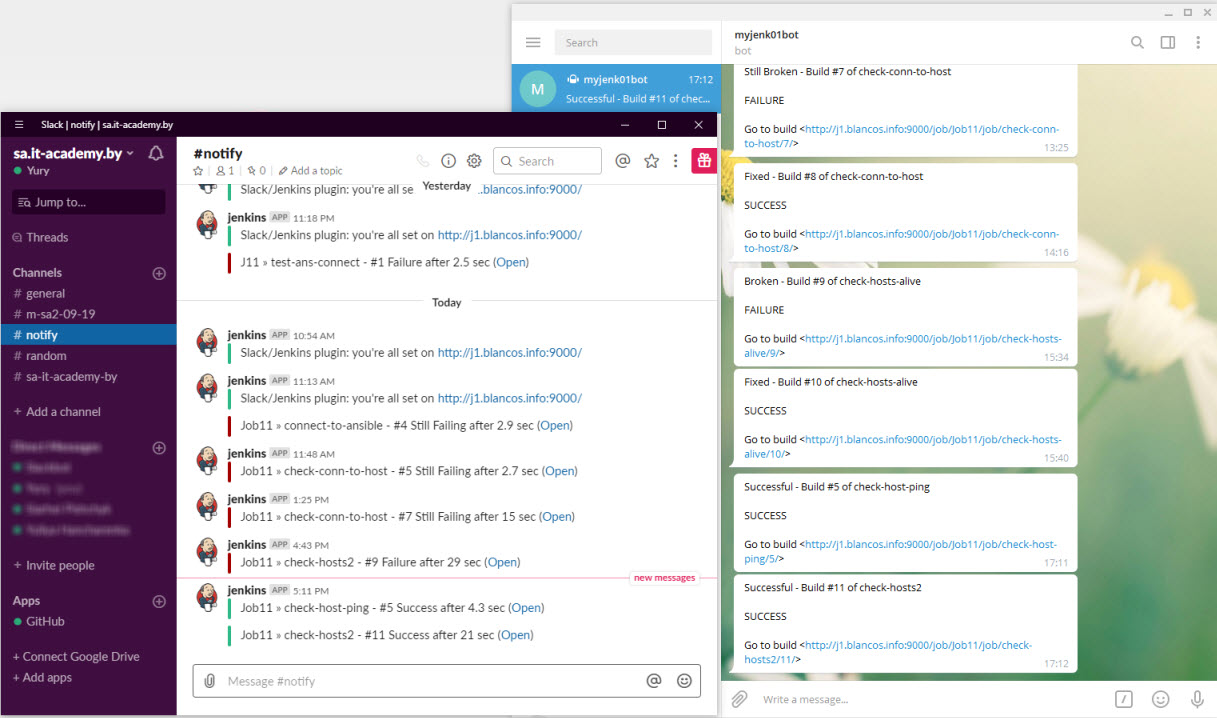 Slack | notify | sa.it-academy.by
sa.it-academy.by
Yury
Jump to...
Threads
Channels
# general
# m-sa2-09-19
# notify
# random
# sa-it-academy-by
+ Add a channel
+ Invite people
Apps
GitHub
+ Connect Google Drive
+ Add apps
#notify
1
0
Add a topic
Search
Slack/Jenkins plugin: you're all se
Yesterday
.blancos.info:9000/
jenkins APP 11:18 PM
Slack/Jenkins plugin: you're all set on http://j1.blancos.info:9000/
J11 » test-ans-connect - #1 Failure after 2.5 sec (Open)
Today
jenkins APP 10:54 AM
Slack/Jenkins plugin: you're all set on http://j1.blancos.info:9000/
jenkins APP 11:13 AM
Slack/Jenkins plugin: you're all set on http://j1.blancos.info:9000/
Job11 » connect-to-ansible - #4 Still Failing after 2.9 sec (Open)
jenkins APP 11:48 AM
Job11 » check-conn-to-host - #5 Still Failing after 2.7 sec (Open)
jenkins APP 1:25 PM
Job11 » check-conn-to-host - #7 Still Failing after 15 sec (Open)
jenkins APP 4:43 PM
Job11 » check-hosts2 - #9 Failure after 29 sec (Open)
new messages
jenkins APP 5:11 PM
Job11 » check-host-ping - #5 Success after 4.3 sec (Open)
Job11 » check-hosts2 - #11 Success after 21 sec (Open)
Message #notify
Search
M
myjenk01bot 17:12
Successful - Build #11 of chec...
myjenk01bot
bot
Still Broken - Build #7 of check-conn-to-host
FAILURE
Go to build <http://j1.blancos.info:9000/job/Job11/job/check-conn-
to-host/7/>
13:25
Fixed - Build #8 of check-conn-to-host
SUCCESS
Go to build <http://j1.blancos.info:9000/job/Job11/job/check-conn-
to-host/8/>
14:16
Broken - Build #9 of check-hosts-alive
FAILURE
Go to build <http://j1.blancos.info:9000/job/Job11/job/check-hosts-
alive/9/>
15:34
Fixed - Build #10 of check-hosts-alive
SUCCESS
Go to build <http://j1.blancos.info:9000/job/Job11/job/check-hosts-
alive/10/>
15:40
Successful - Build #5 of check-host-ping
SUCCESS
Go to build <http://j1.blancos.info:9000/job/Job11/job/check-host-
ping/5/>
17:11
Successful - Build #11 of check-hosts2
SUCCESS
Go to build <http://j1.blancos.info:9000/job/Job11/job/check-
hosts2/11/>
17:12
Write a message...